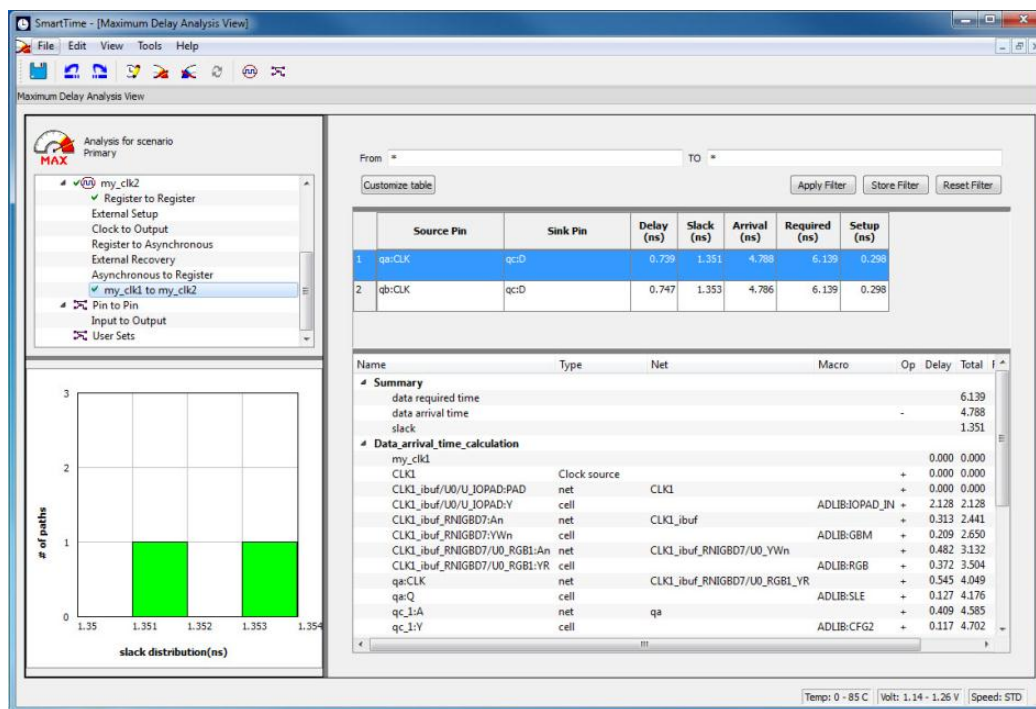 SmartTime - [Maximum Delay Analysis View]
File Edit View Tools Help
Maximum Delay Analysis View
MAX
Analysis for scenario
Primary
my_clk2
Register to Register
External Setup
Clock to Output
Register to Asynchronous
External Recovery
Asynchronous to Register
my_clk1 to my_clk2
Pin to Pin
Input to Output
User Sets
From * TO *
Customize table Apply Filter Store Filter Reset Filter
Source Pin Sink Pin Delay (ns) Slack (ns) Arrival (ns) Required (ns) Setup (ns)
1 qa:CLK qc:D 0.739 1.351 4.788 6.139 0.298
2 qb:CLK qc:D 0.747 1.353 4.786 6.139 0.298
Name Type Net Macro Op Delay Total
Summary
data required time 6.139
data arrival time - 4.788
slack 1.351
Data_arrival_time_calculation
my_clk1 0.000 0.000
CLK1 Clock source + 0.000 0.000
CLK1_ibuf/U0/U_IOPAD:PAD net CLK1 + 0.000 0.000
CLK1_ibuf/U0/U_IOPAD:Y cell ADLIB:IOPAD_IN + 2.128 2.128
CLK1_ibuf_RNIGBD7:An net CLK1_ibuf + 0.313 2.441
CLK1_ibuf_RNIGBD7:YWn cell ADLIB:GBM + 0.209 2.650
CLK1_ibuf_RNIGBD7/U0_RGB1:An net CLK1_ibuf_RNIGBD7/U0_YWn + 0.482 3.132
CLK1_ibuf_RNIGBD7/U0_RGB1:YR cell ADLIB:RGB + 0.372 3.504
qa:CLK net CLK1_ibuf_RNIGBD7/U0_RGB1_YR + 0.545 4.049
qa:Q cell ADLIB:SLE + 0.127 4.176
qc_1:A net qa + 0.409 4.585
qc_1:Y cell ADLIB:CFG2 + 0.117 4.702
3
2
1
0
# of paths
1.35 1.351 1.352 1.353 1.354
slack distribution(ns)
Temp: 0 - 85 C Volt: 1.14 - 1.26 V Speed: STD